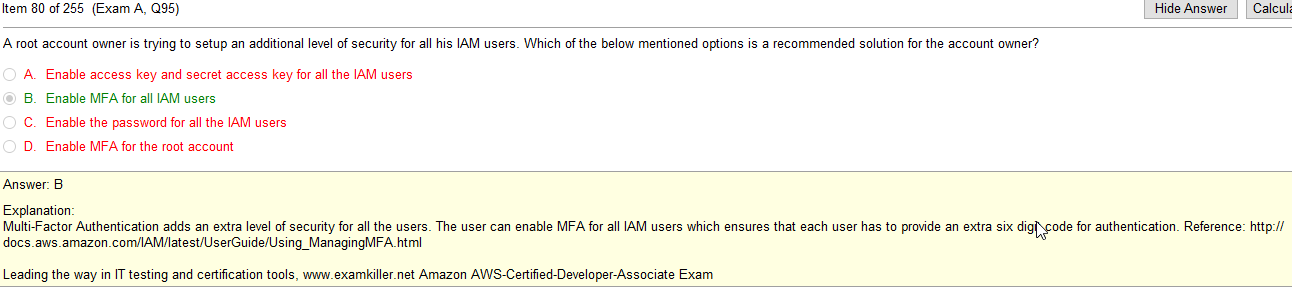 Item 80 of 255 (Exam A, Q95)
Hide Answer
A root account owner is trying to setup an additional level of security for all his IAM users. Which of the below mentioned options is a recommended solution for the account owner?
A. Enable access key and secret access key for all the IAM users
B. Enable MFA for all IAM users
C. Enable the password for all the IAM users
D. Enable MFA for the root account
Answer: B
Explanation:
Multi-Factor Authentication adds an extra level of security for all the users. The user can enable MFA for all IAM users which ensures that each user has to provide an extra six digit code for authentication. Reference: http://
docs.aws.amazon.com/IAM/latest/UserGuide/Using_ManagingMFA.html
Leading the way in IT testing and certification tools, www.examkiller.net Amazon AWS-Certified-Developer-Associate Exam